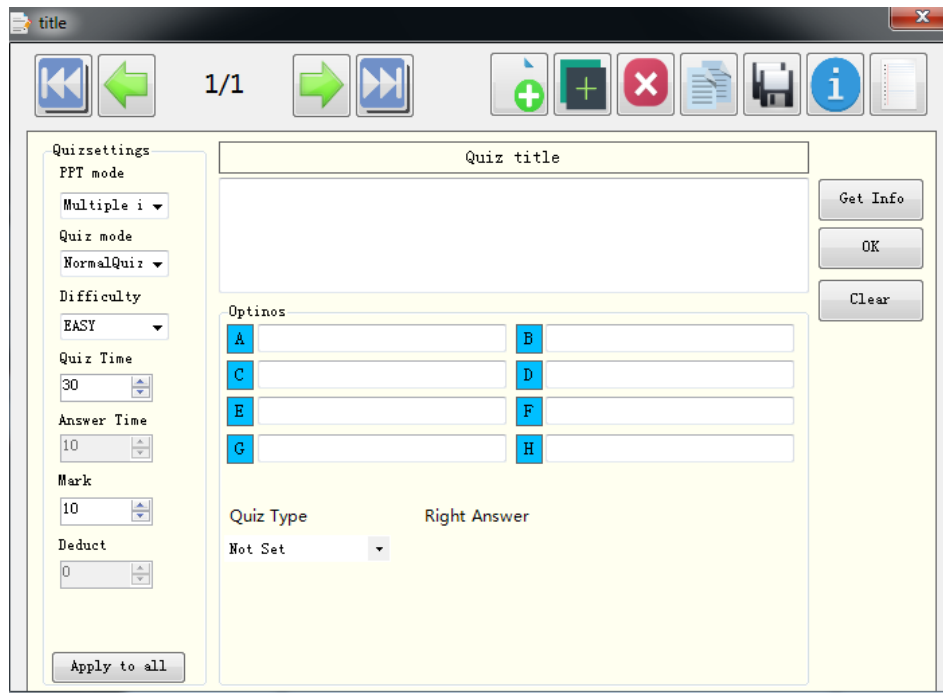 title
1/1
Quizsettings
PPT mode
Multiple i
Quiz mode
NormalQuiz
Difficulty
EASY
Quiz Time
30
Answer Time
10
Mark
10
Deduct
0
Apply to all
Quiz title
Optinos
A B
C D
E F
G H
Quiz Type Right Answer
Not Set
Get Info
OK
Clear